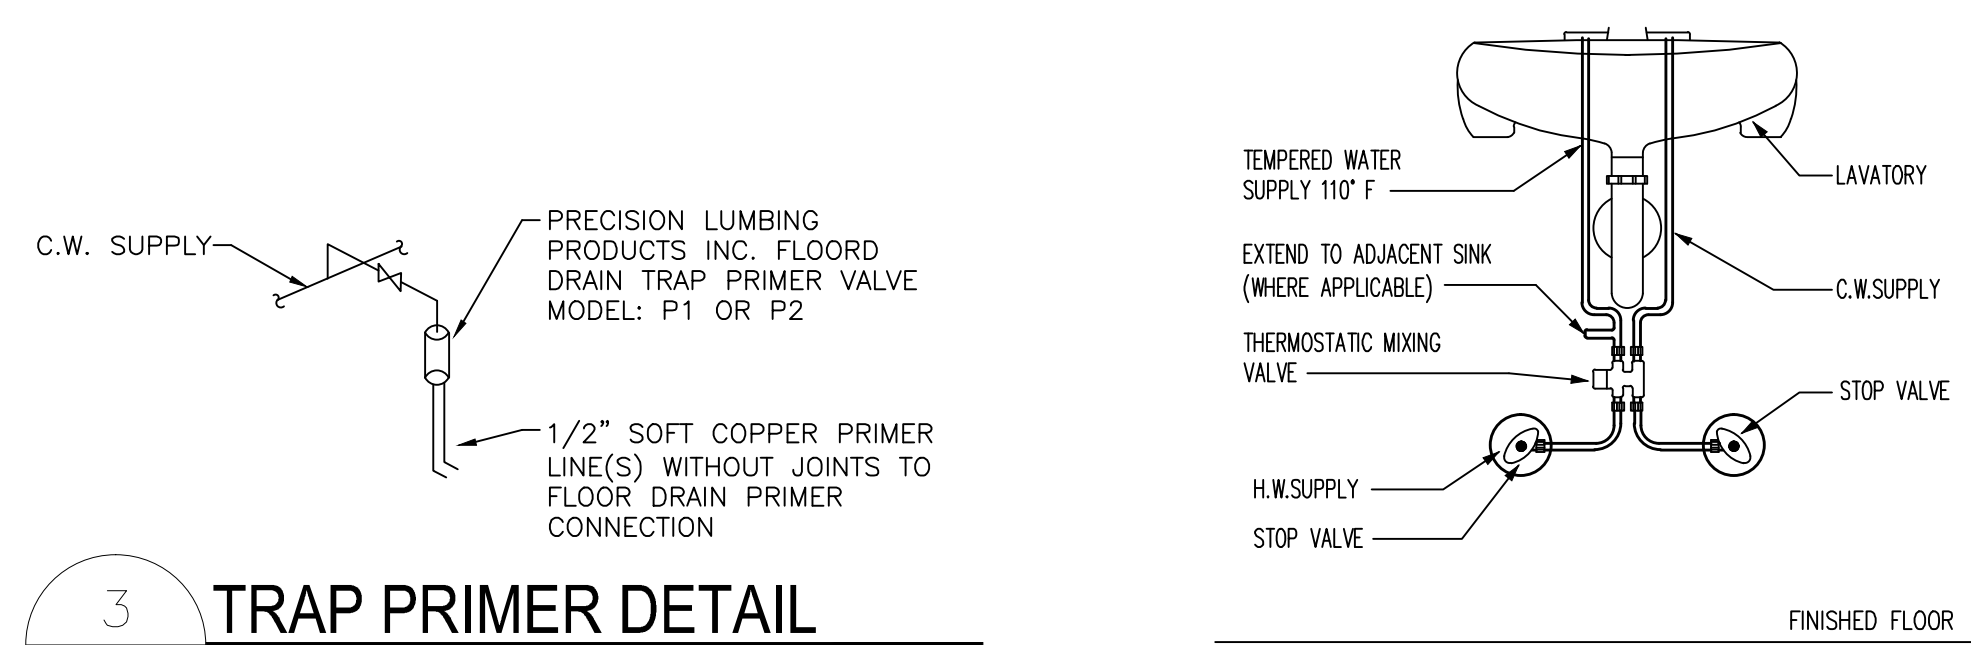 C.W. SUPPLY
PRECISION LUMBING
PRODUCTS INC. FLOORD
DRAIN TRAP PRIMER VALVE
MODEL: P1 OR P2
1/2" SOFT COPPER PRIMER
LINE(S) WITHOUT JOINTS TO
FLOOR DRAIN PRIMER
CONNECTION
3
TRAP PRIMER DETAIL
TEMPERED WATER
SUPPLY 110° F
EXTEND TO ADJACENT SINK
(WHERE APPLICABLE)
THERMOSTATIC MIXING
VALVE
H.W.SUPPLY
STOP VALVE
LAVATORY
C.W.SUPPLY
STOP VALVE
FINISHED FLOOR